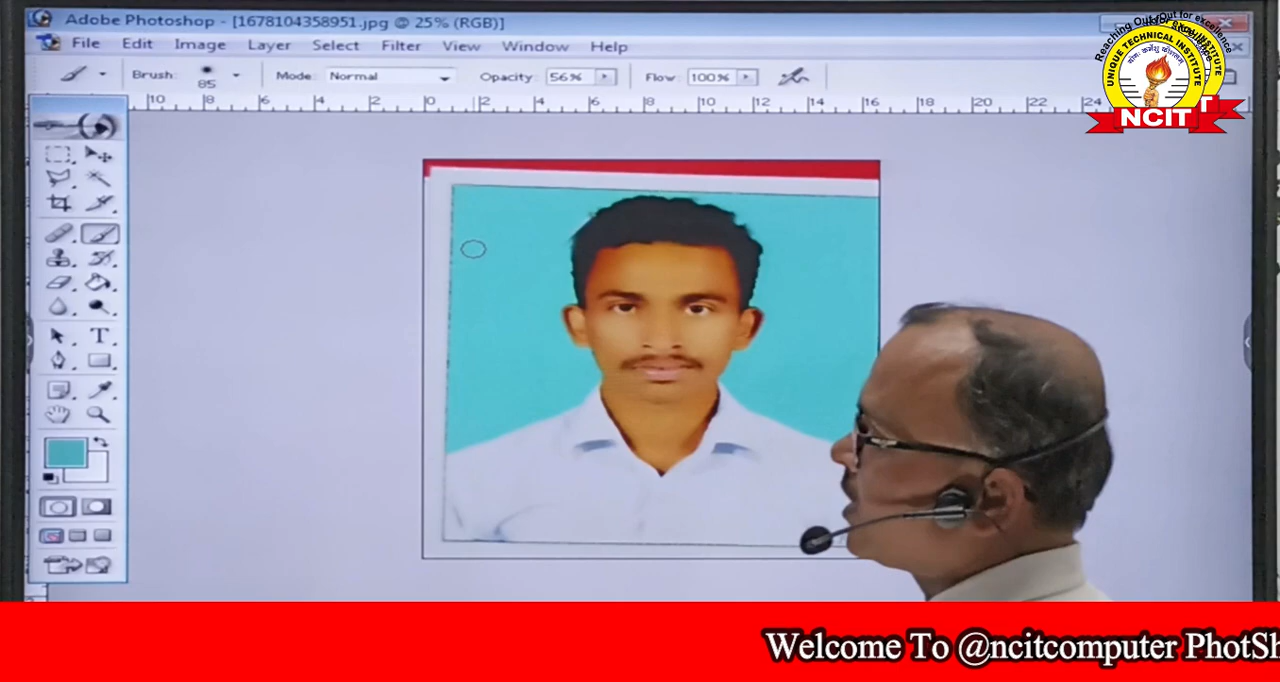 Adobe Photoshop - [1678104358951.jpg @ 25% (RGB)]
File Edit Image Layer Select Filter View Window Help
Brush: 85 Mode: Normal Opacity: 56% Flow: 100%
10 8 6 4 2 0 2 4 6 8 10 12 14 16 18 20 22 24
T
UNIQUE TECHNICAL INSTITUTE
NCIT
Welcome To @ncitcomputer PhotSh